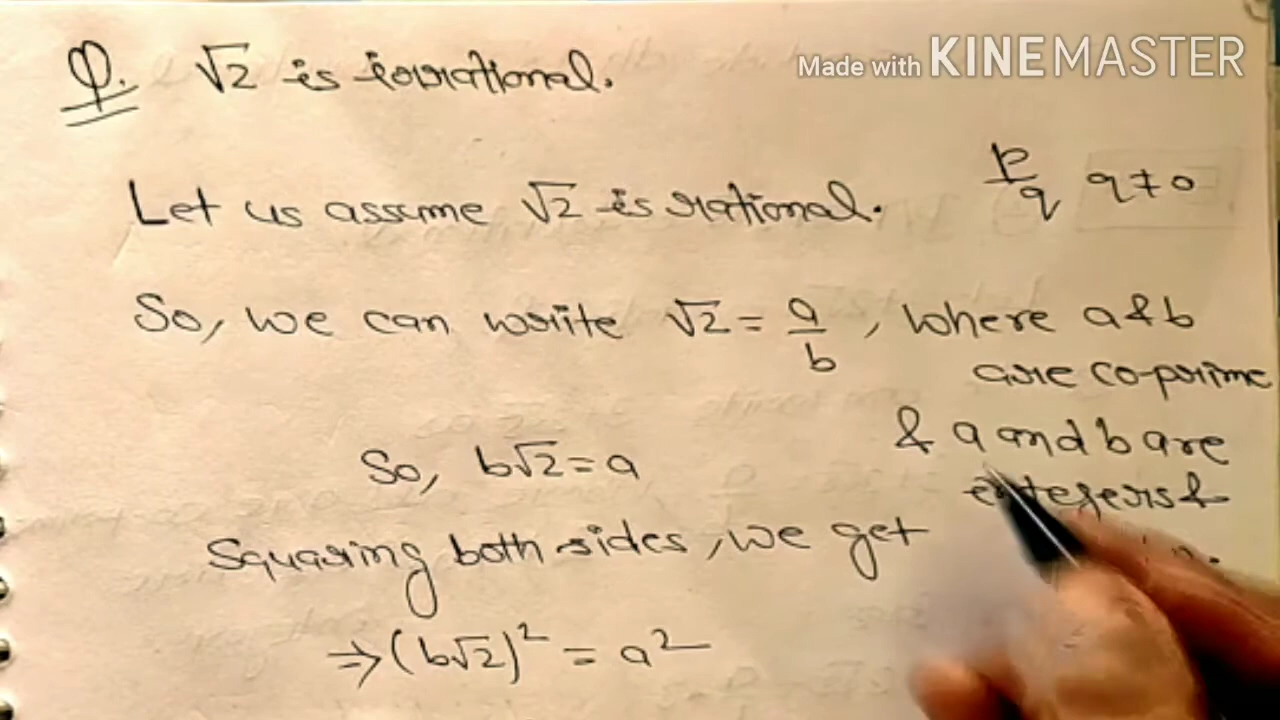 Made with KINEMASTER
Q. √2 is irrational.
p/q q≠0
Let us assume √2 is rational.
So, we can write √2 = a/b, where a & b
are co-prime
& a and b are
integers &
So, b√2 = a
Squaring both sides, we get
⇒ (b√2)² = a²